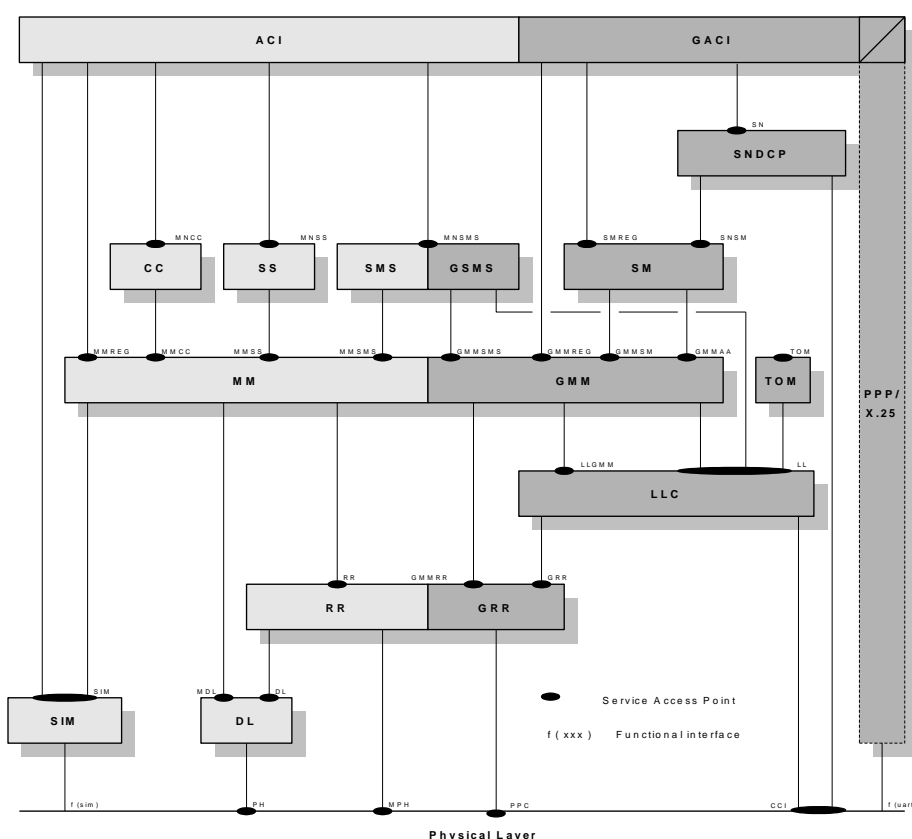 ACI GACI
SN
SNDCP
MNCC MNSS MNSMS SMREG SNSM
CC SS SMS GSMS SM
MMREG MMCC MMSS MMSMS GMMSMS GMMREG GMMSM GMMAA TOM
MM GMM TOM
PPP/
X.25
LLGMM LL
LLC
RR GMMRR GRR
RR GRR
SIM MDL DL
SIM DL
Service Access Point
f ( xxx ) Functional interface
f (sim) PH MPH PPC CCI f (uart
Physical Layer